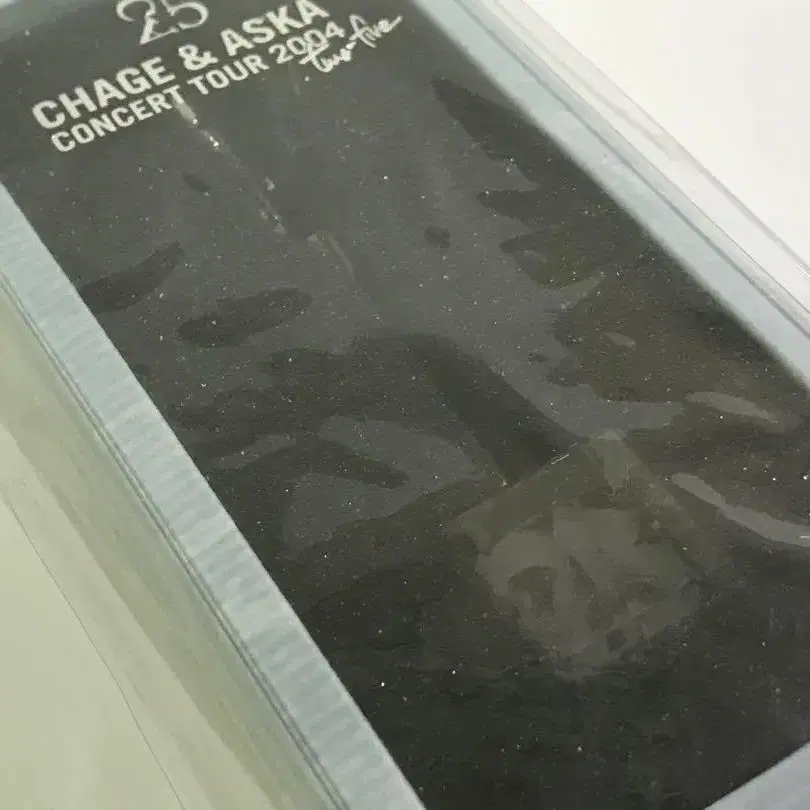 25
CHAGE & ASKA
CONCERT TOUR 2004
two-five